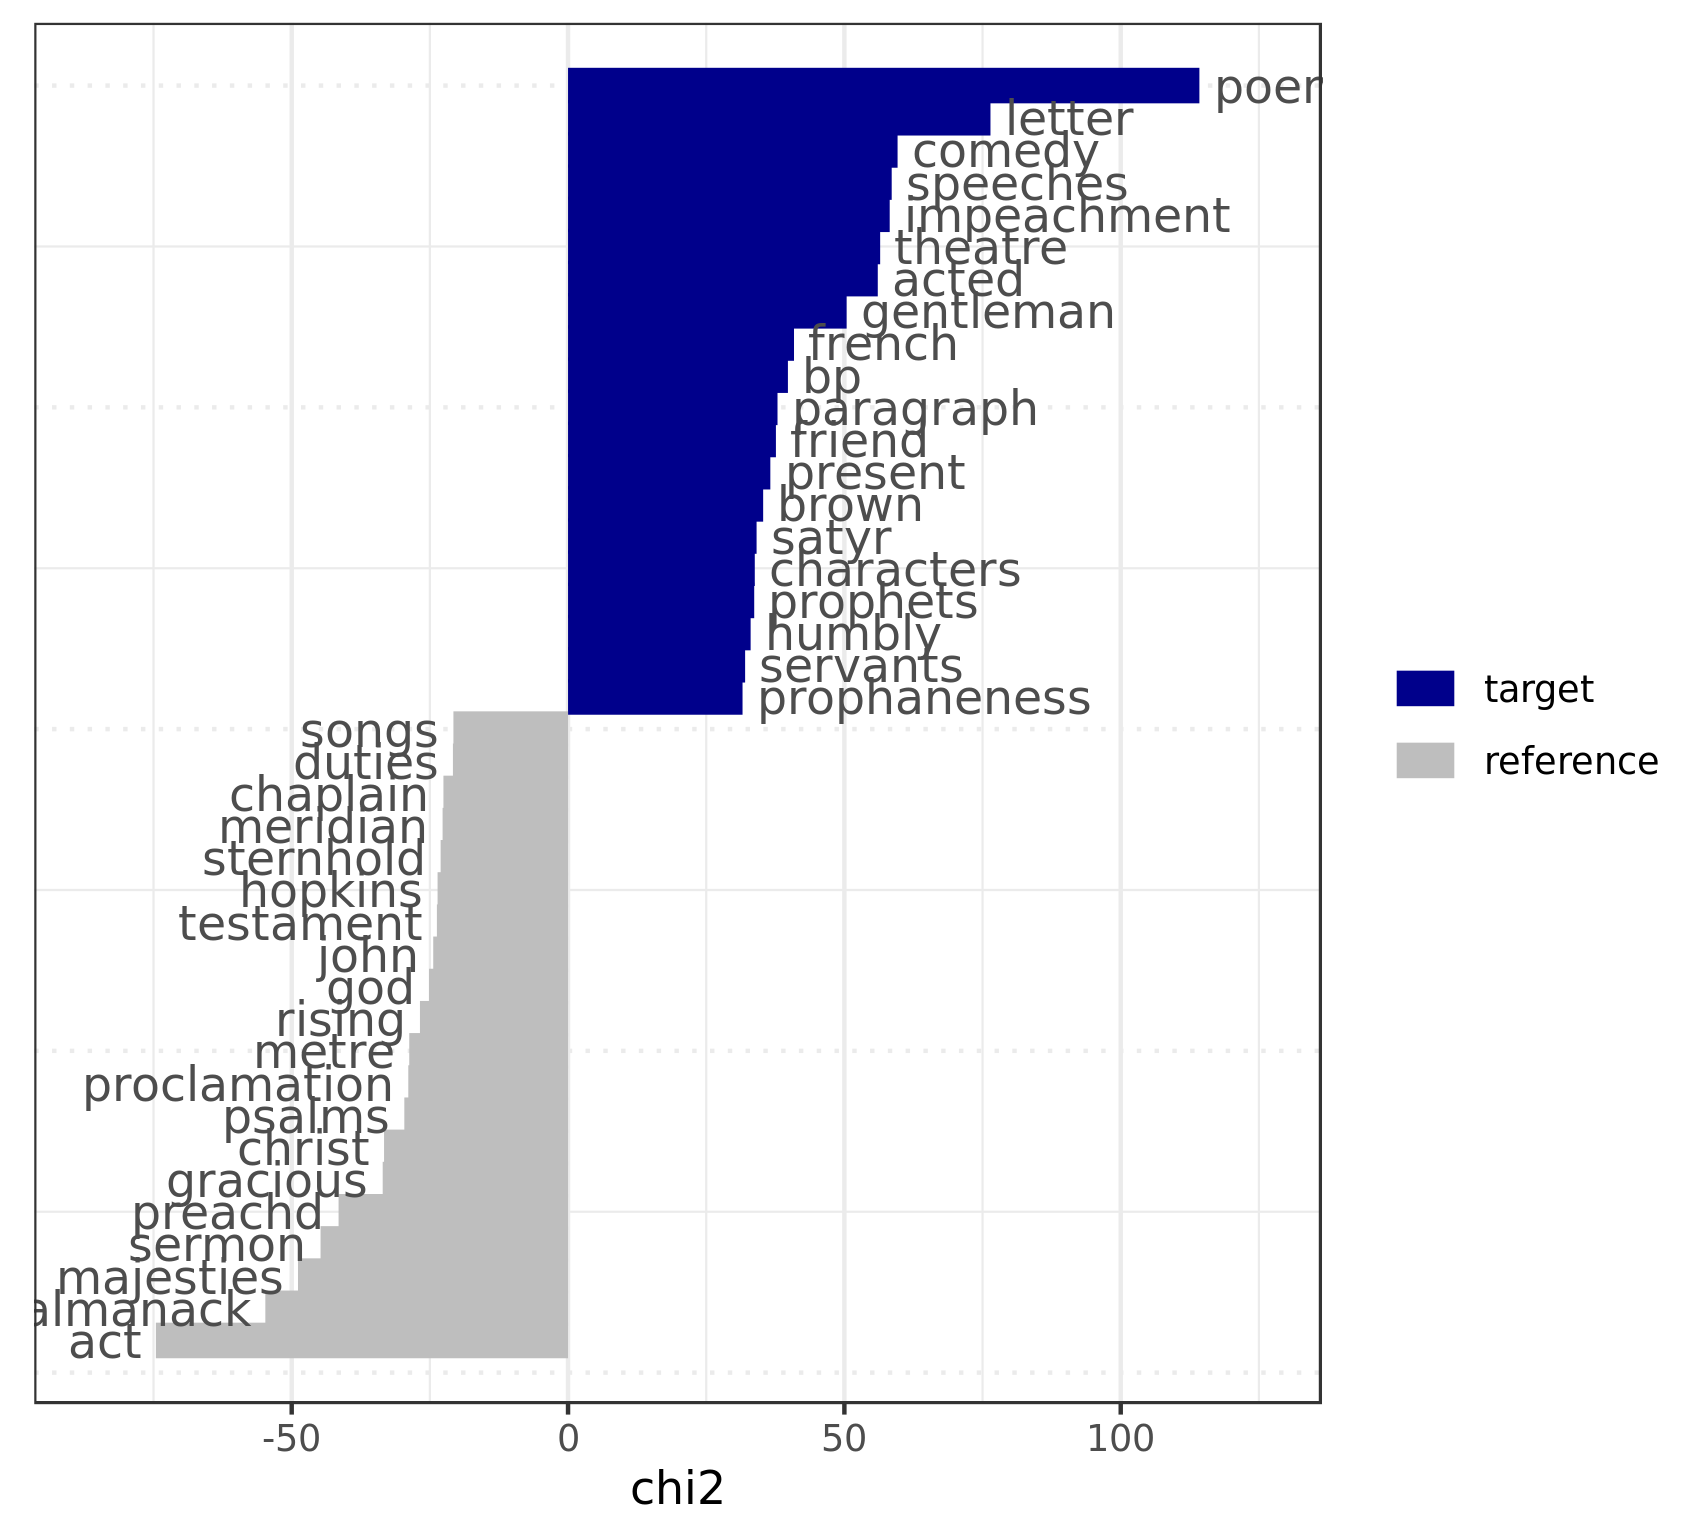 poer
letter
comedy
speeches
impeachment
theatre
acted
gentleman
french
bp
paragraph
friend
present
brown
satyr
characters
prophets
humbly
servants
prophaneness
songs
duties
chaplain
meridian
sternhold
hopkins
testament
john
god
rising
metre
proclamation
psalms
christ
gracious
preachd
sermon
majesties
almanack
act
-50 0 50 100
chi2
target
reference